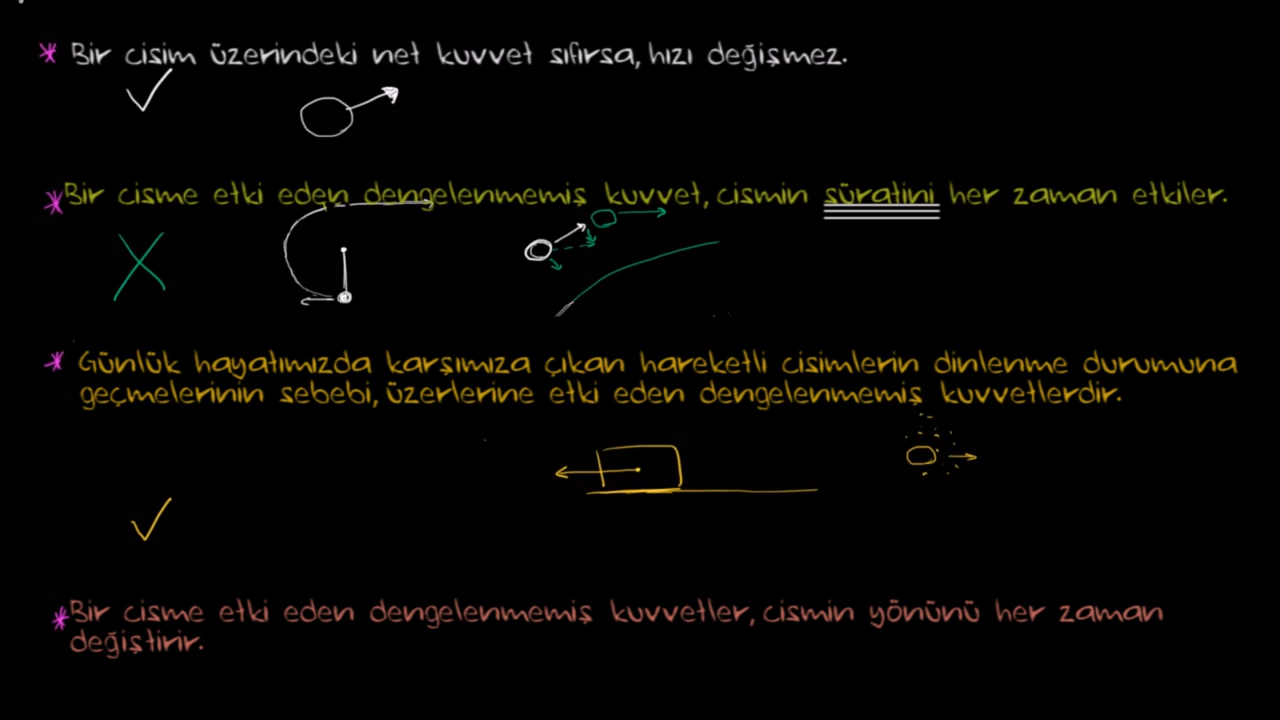 * Bir cisim üzerindeki net kuvvet sıfırsa, hızı değişmez.
* Bir cisme etki eden dengelenmemiş kuvvet, cismin süratini her zaman etkiler.
* Günlük hayatımızda karşımıza çıkan hareketli cisimlerin dinlenme durumuna
geçmelerinin sebebi, üzerlerine etki eden dengelenmemiş kuvvetlerdir.
* Bir cisme etki eden dengelenmemiş kuvvetler, cismin yönünü her zaman
değiştirir.